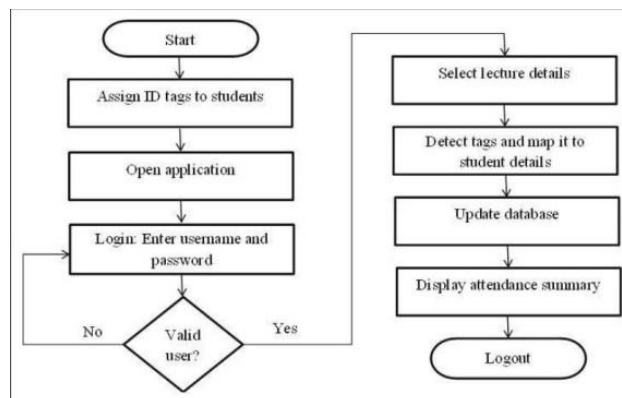 Start
Assign ID tags to students
Open application
Login: Enter username and
password
No
Valid
user?
Yes
Select lecture details
Detect tags and map it to
student details
Update database
Display attendance summary
Logout